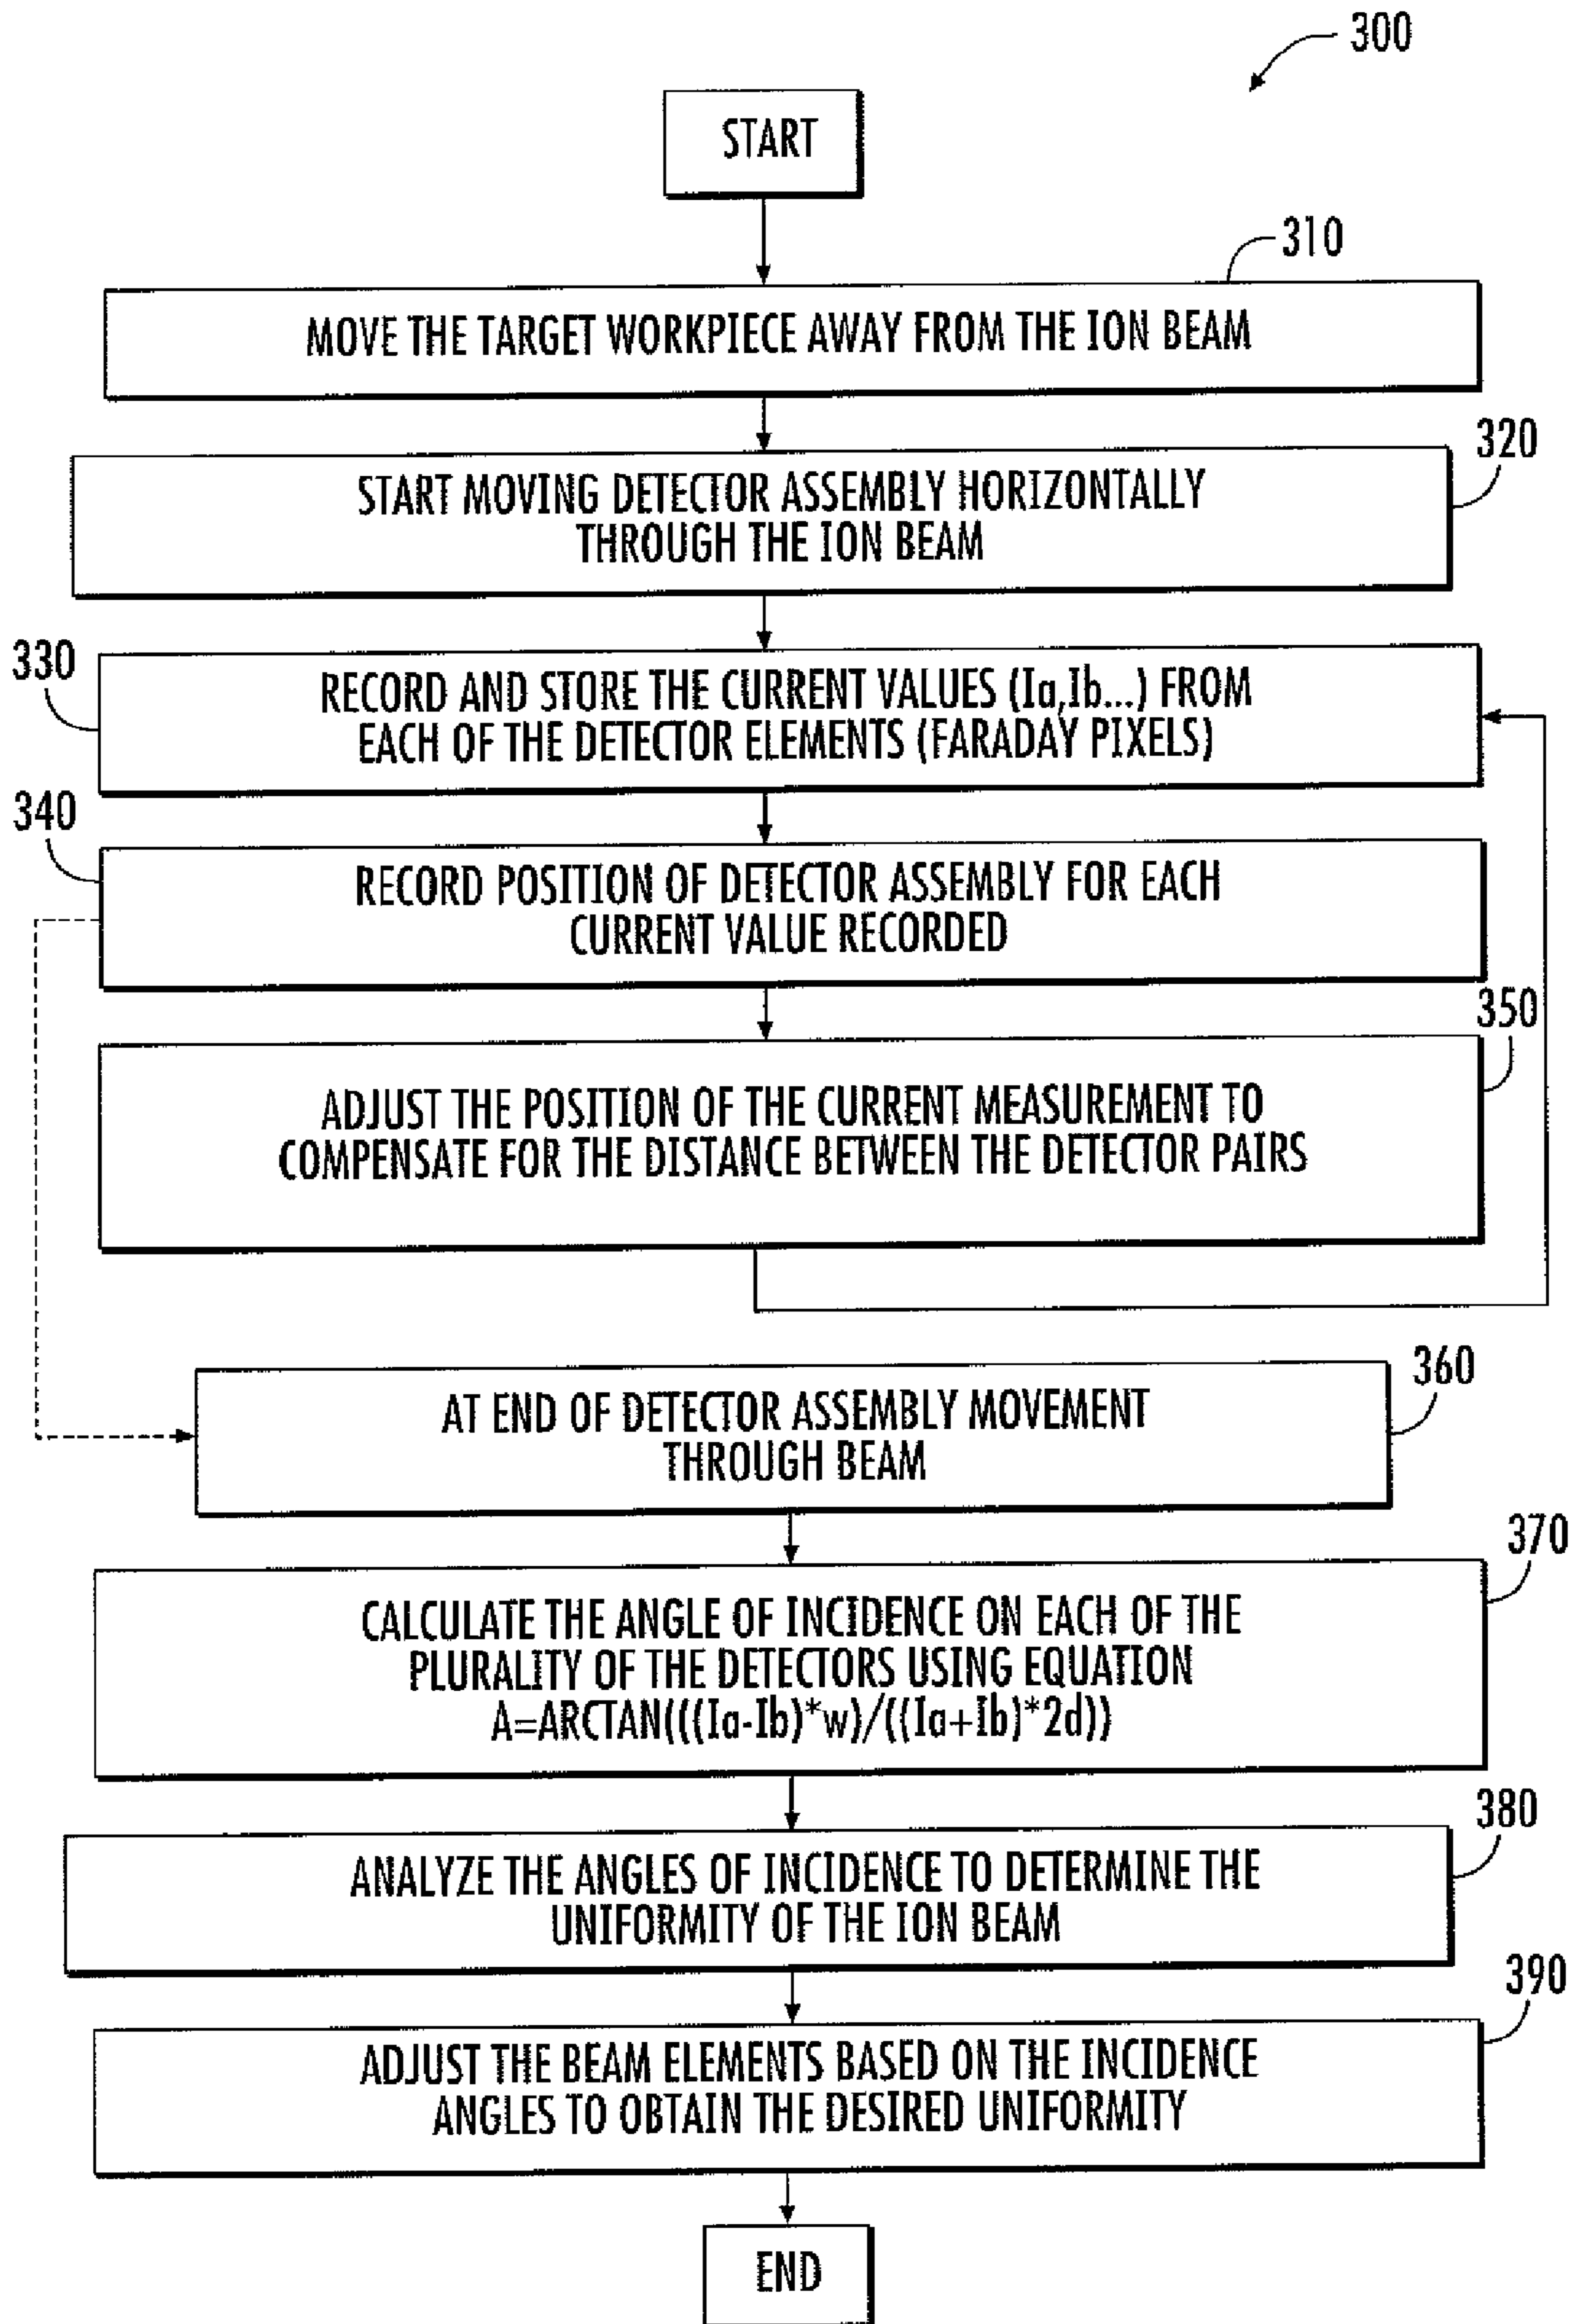 300
START
310
MOVE THE TARGET WORKPIECE AWAY FROM THE ION BEAM
320
START MOVING DETECTOR ASSEMBLY HORIZONTALLY
THROUGH THE ION BEAM
330
RECORD AND STORE THE CURRENT VALUES (Ia,Ib...) FROM
EACH OF THE DETECTOR ELEMENTS (FARADAY PIXELS)
340
RECORD POSITION OF DETECTOR ASSEMBLY FOR EACH
CURRENT VALUE RECORDED
350
ADJUST THE POSITION OF THE CURRENT MEASUREMENT TO
COMPENSATE FOR THE DISTANCE BETWEEN THE DETECTOR PAIRS
360
AT END OF DETECTOR ASSEMBLY MOVEMENT
THROUGH BEAM
370
CALCULATE THE ANGLE OF INCIDENCE ON EACH OF THE
PLURALITY OF THE DETECTORS USING EQUATION
A=ARCTAN(((Ia-Ib)*w)/((Ia+Ib)*2d))
380
ANALYZE THE ANGLES OF INCIDENCE TO DETERMINE THE
UNIFORMITY OF THE ION BEAM
390
ADJUST THE BEAM ELEMENTS BASED ON THE INCIDENCE
ANGLES TO OBTAIN THE DESIRED UNIFORMITY
END